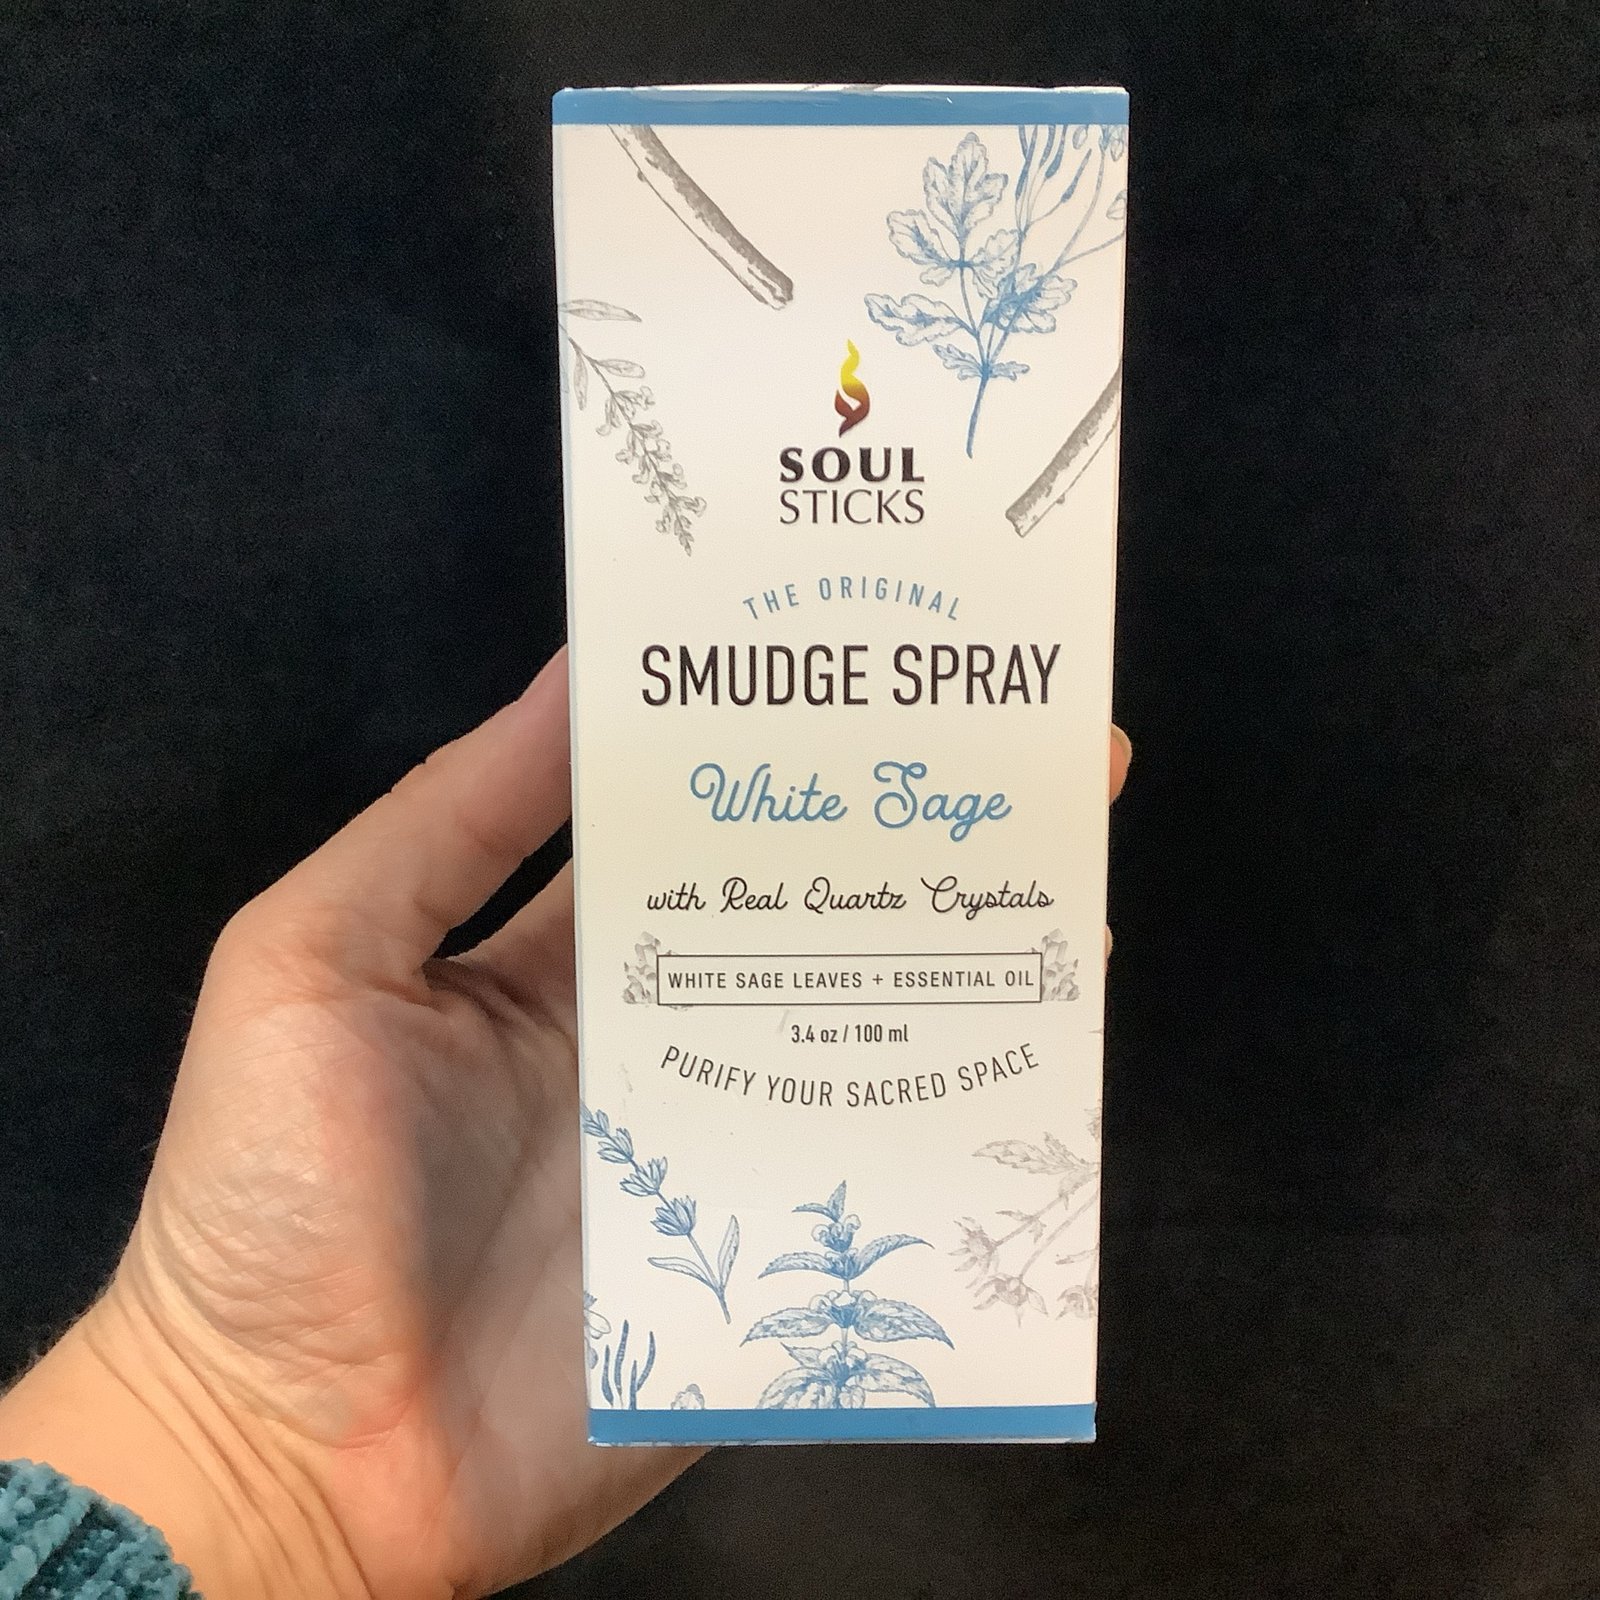 SOUL
STICKS
THE ORIGINAL
SMUDGE SPRAY
White Sage
with Real Quartz Crystals
WHITE SAGE LEAVES + ESSENTIAL OIL
3.4 oz / 100 ml
PURIFY YOUR SACRED SPACE